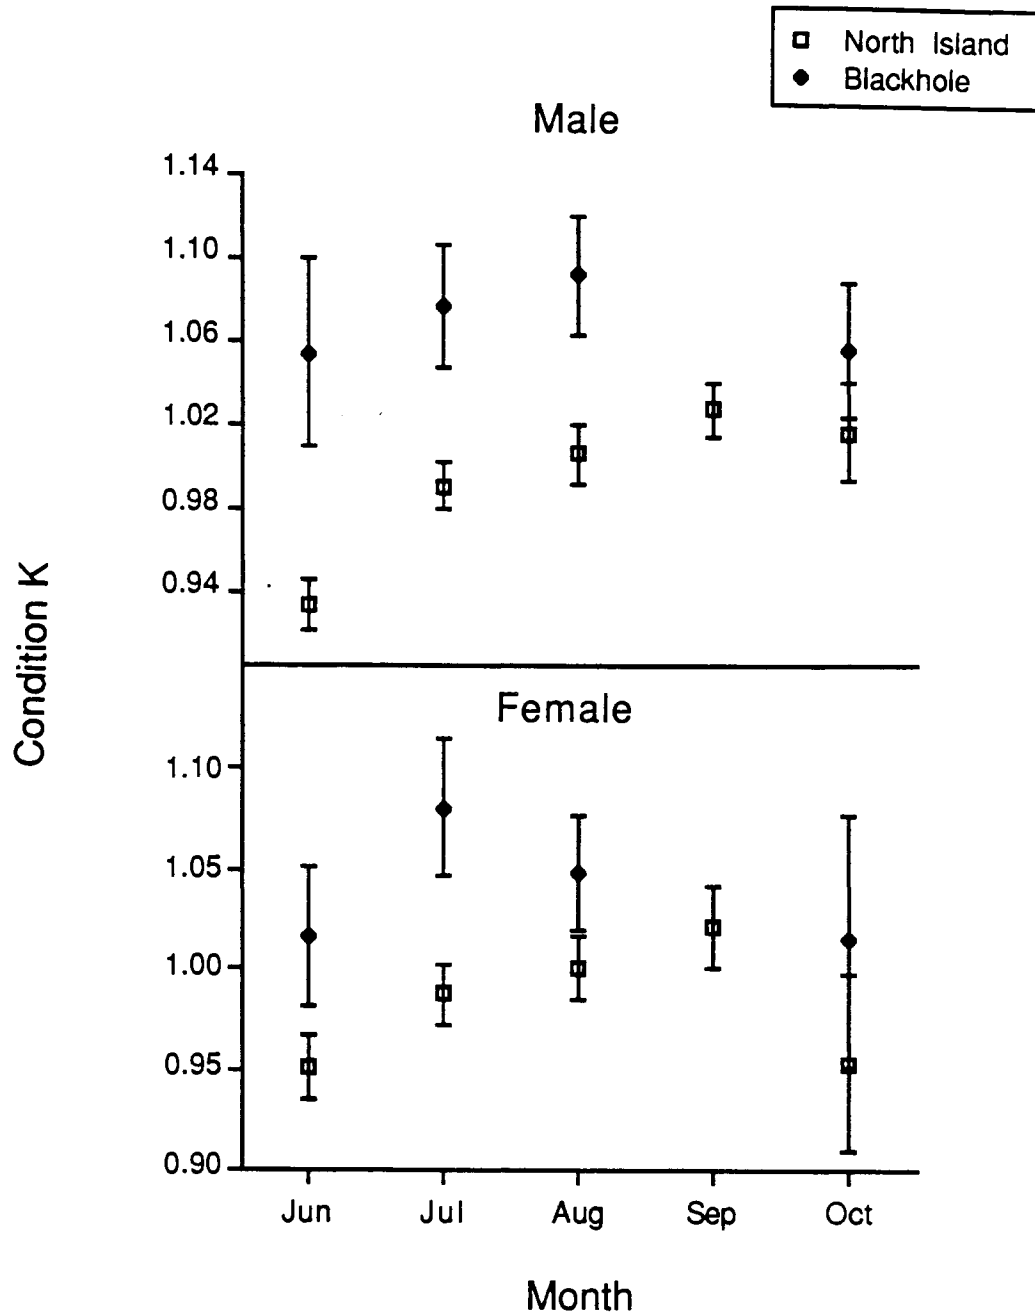 North Island
Blackhole
Male
1.14
1.10
1.06
1.02
0.98
0.94
Condition K
Female
1.10
1.05
1.00
0.95
0.90
Jun Jul Aug Sep Oct
Month